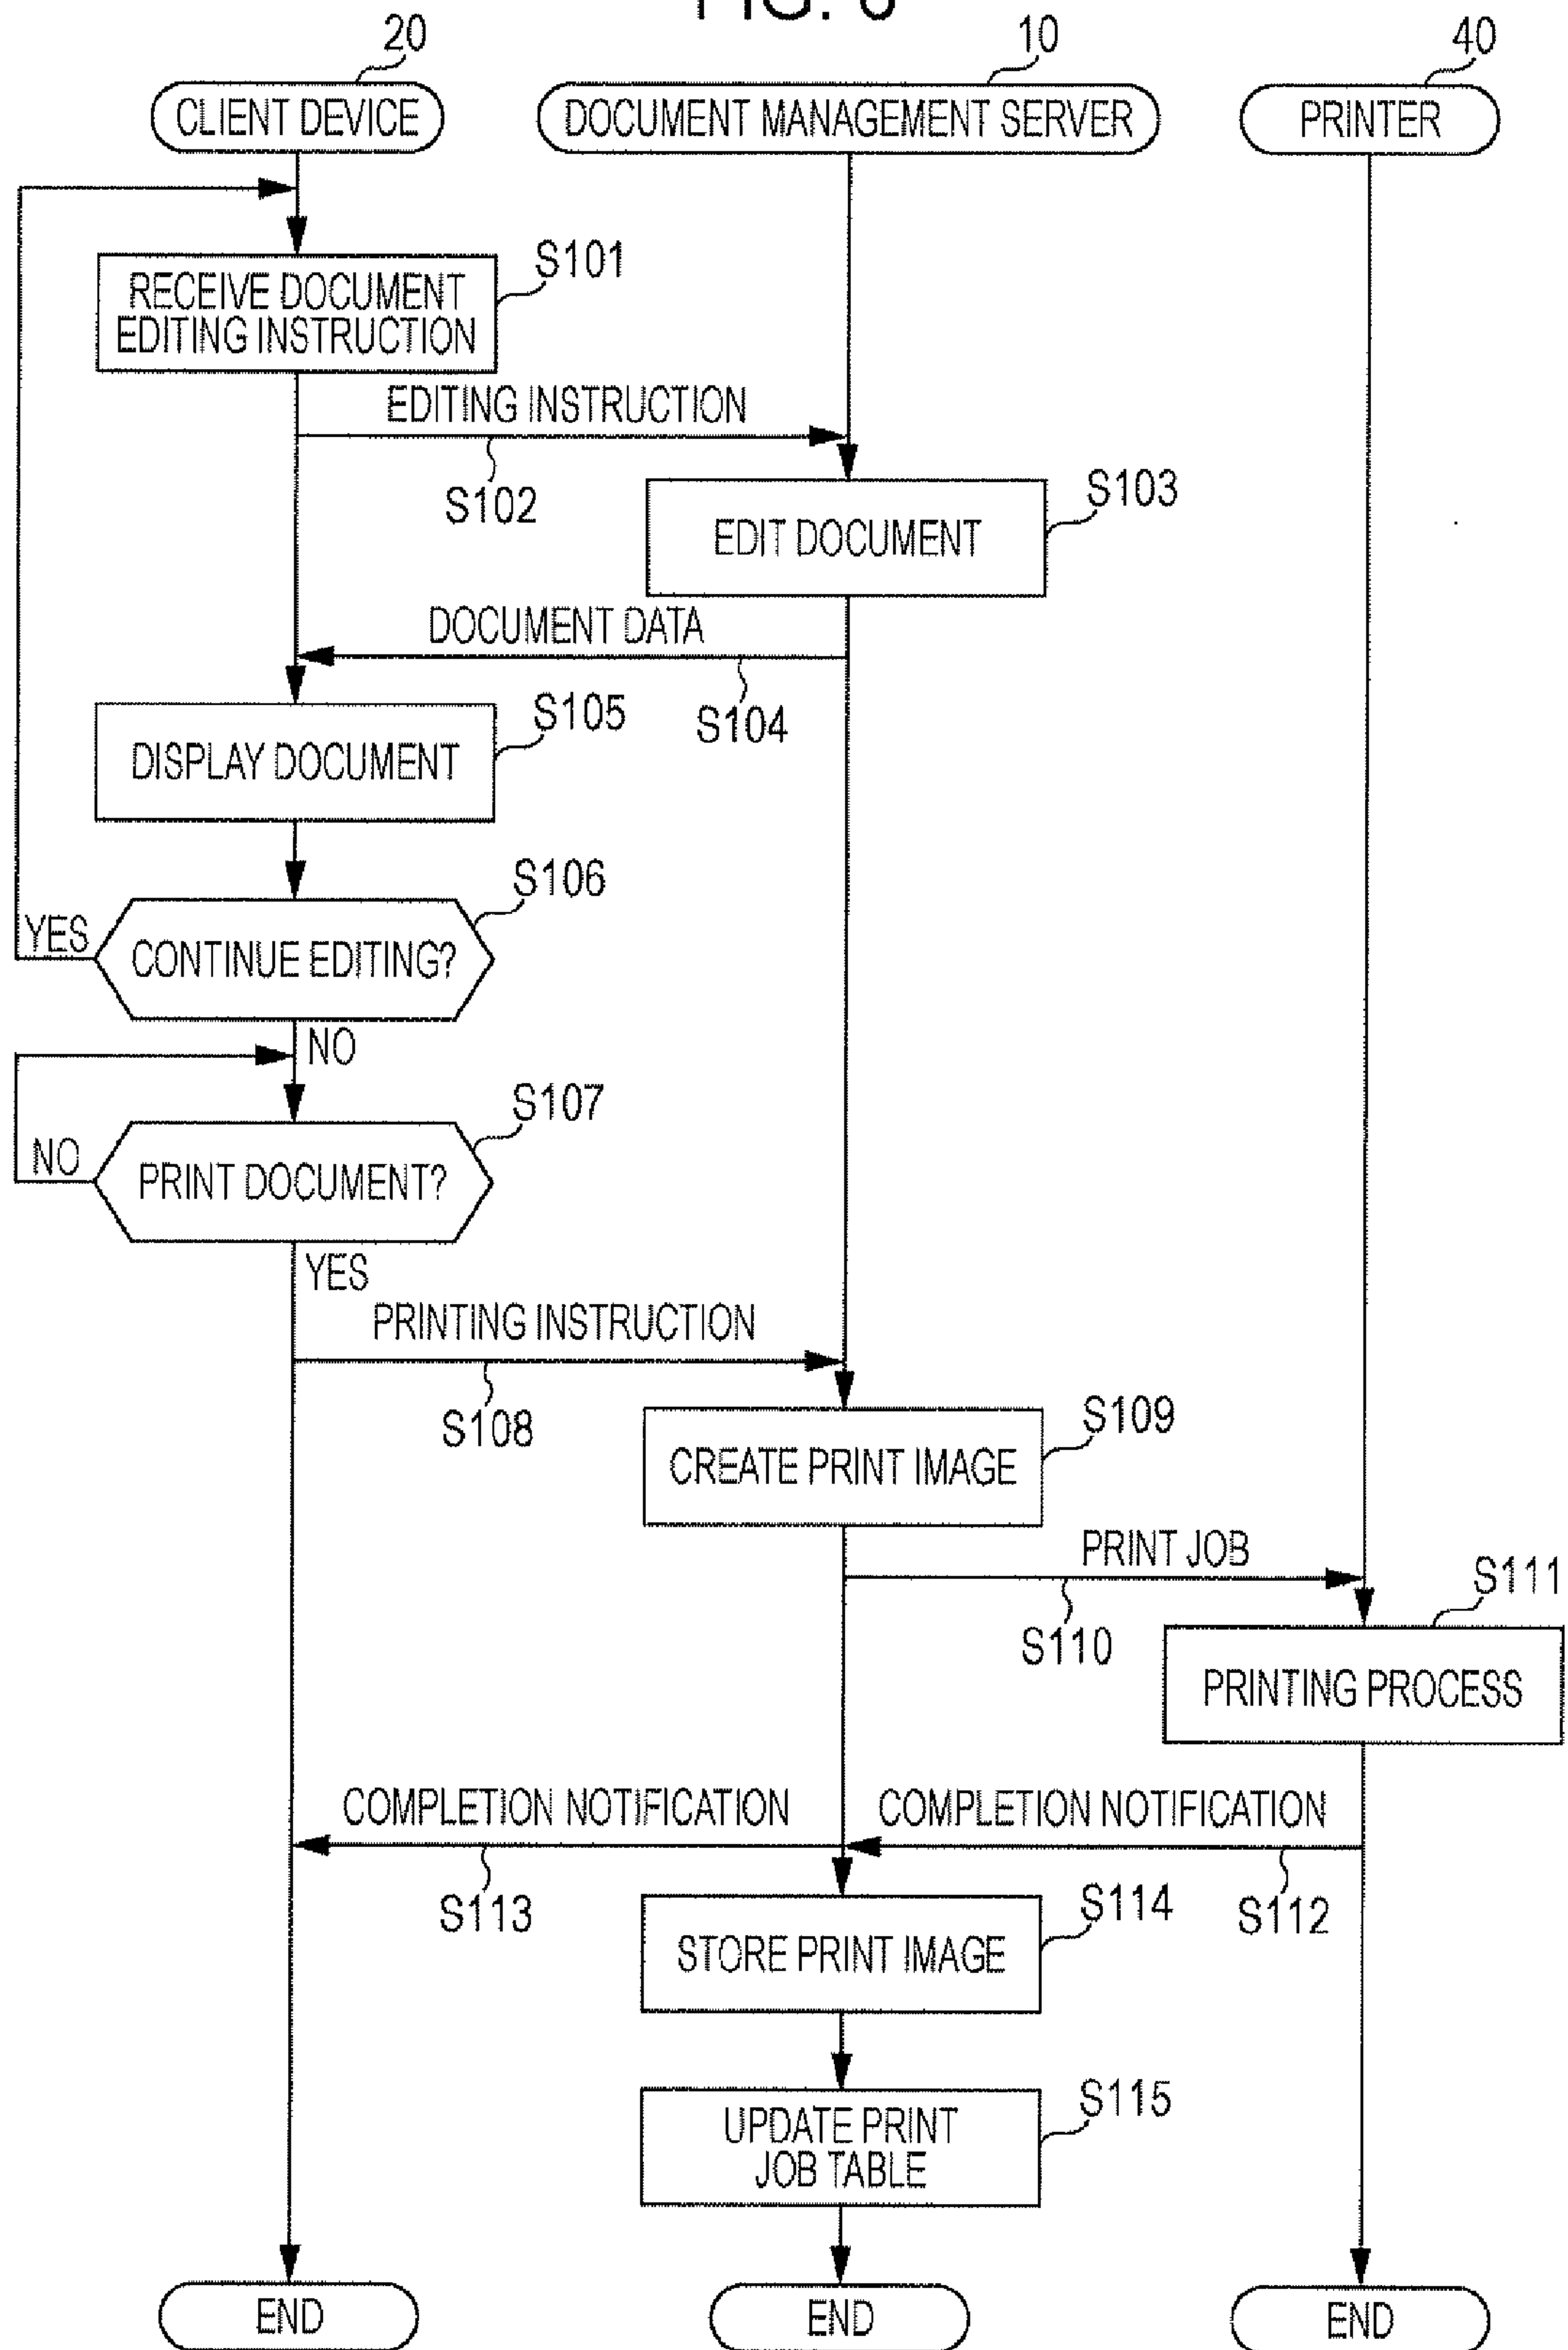 FIG.
20
10
40
CLIENT DEVICE
DOCUMENT MANAGEMENT SERVER
PRINTER
S101
RECEIVE DOCUMENT
EDITING INSTRUCTION
EDITING INSTRUCTION
S102
S103
EDIT DOCUMENT
DOCUMENT DATA
S104
S105
DISPLAY DOCUMENT
S106
YES
CONTINUE EDITING?
NO
S107
NO
PRINT DOCUMENT?
YES
PRINTING INSTRUCTION
S108
S109
CREATE PRINT IMAGE
PRINT JOB
S110
S111
PRINTING PROCESS
COMPLETION NOTIFICATION
COMPLETION NOTIFICATION
S113
S112
S114
STORE PRINT IMAGE
S115
UPDATE PRINT
JOB TABLE
END
END
END